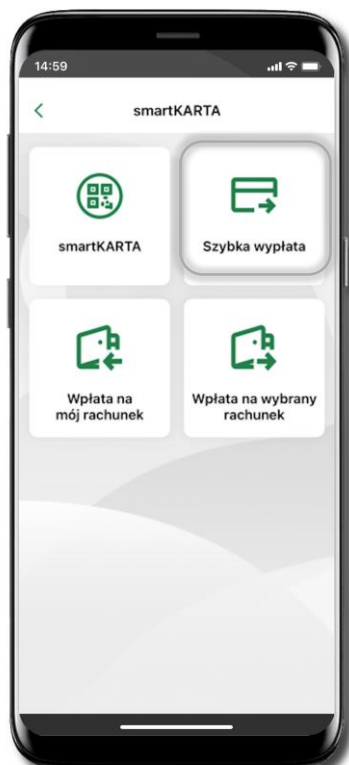 14:59
smartKARTA
smartKARTA
Szybka wypłata
Wpłata na
mój rachunek
Wpłata na wybrany
rachunek